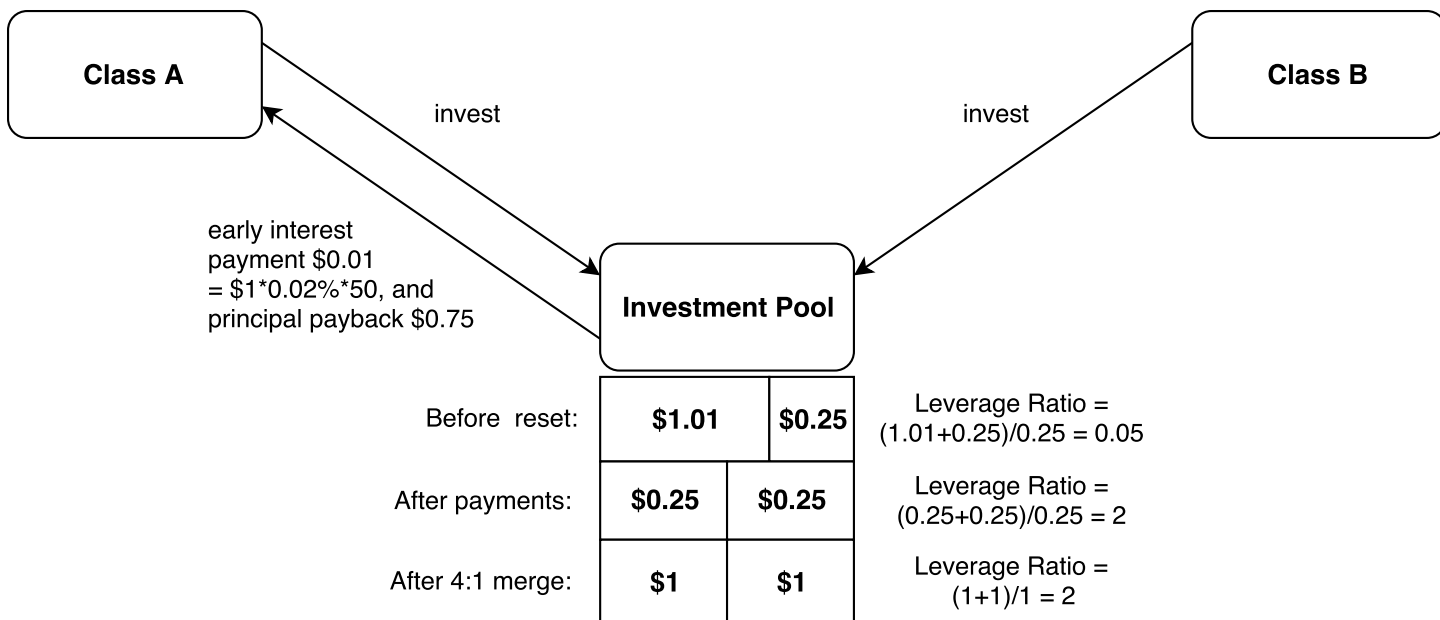 Class A
Class B
invest
invest
early interest
payment $0.01
= $1*0.02%*50, and
principal payback $0.75
Investment Pool
Before reset:
$1.01
$0.25
Leverage Ratio =
(1.01+0.25)/0.25 = 0.05
After payments:
$0.25
$0.25
Leverage Ratio =
(0.25+0.25)/0.25 = 2
After 4:1 merge:
$1
$1
Leverage Ratio =
(1+1)/1 = 2